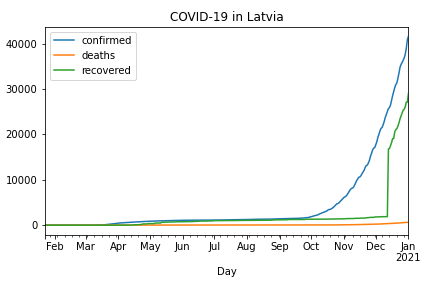 COVID-19 in Latvia
confirmed
deaths
recovered
40000
30000
20000
10000
0
Feb Mar Apr May Jun Jul Aug Sep Oct Nov Dec Jan
2021
Day